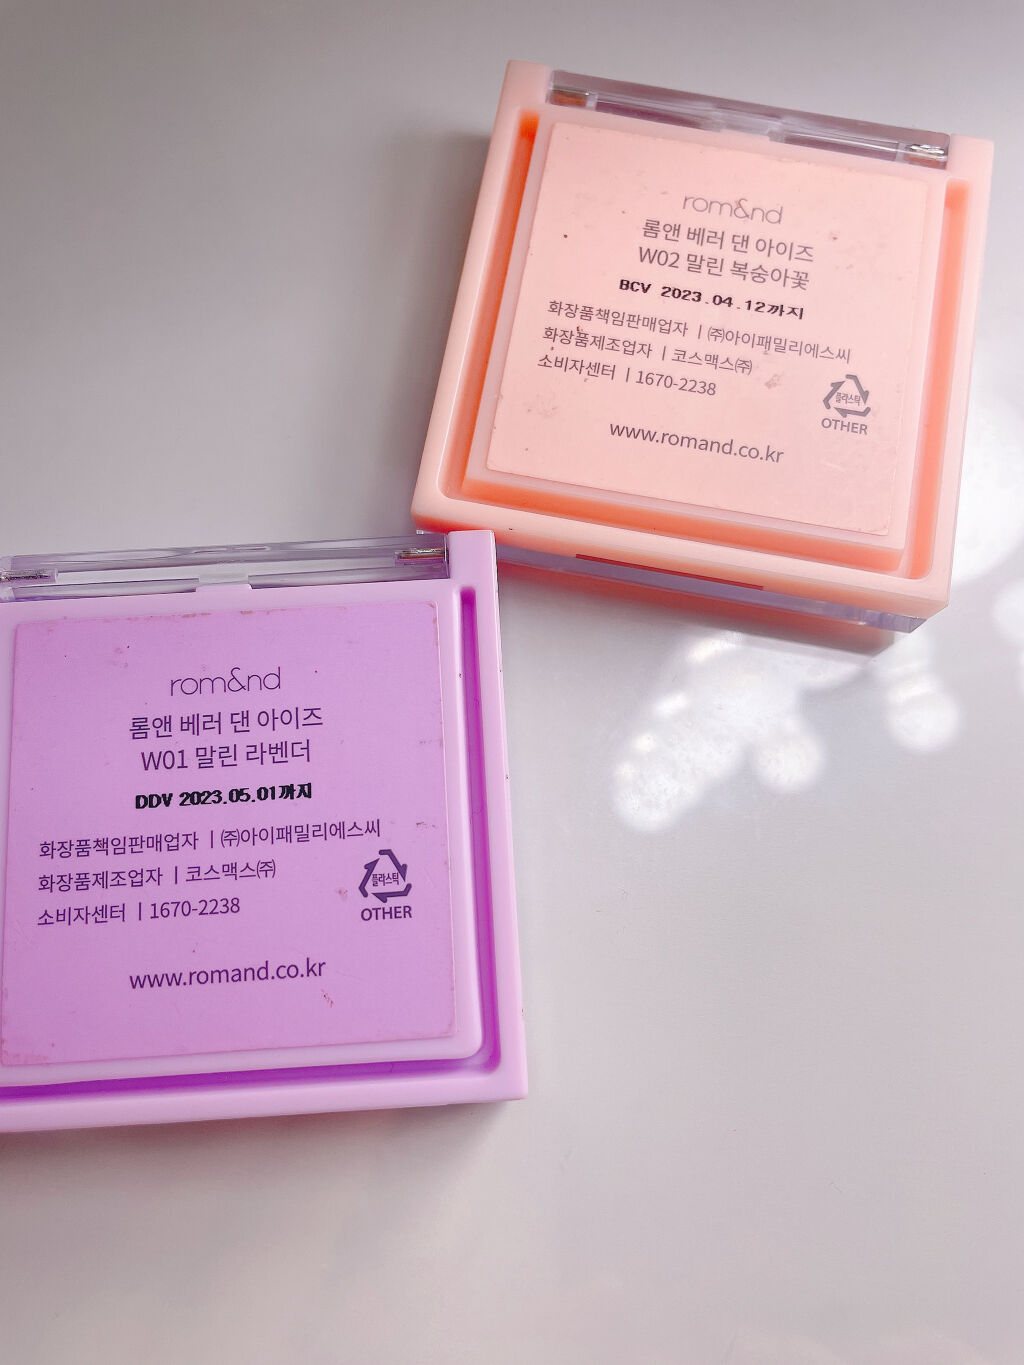 rom&nd
롬앤 베러 댄 아이즈
W02 말린 복숭아꽃
BCV 2023.04.12까지
화장품책임판매업자 | ㈜아이패밀리에스씨
화장품제조업자 | 코스맥스㈜
소비자센터 | 1670-2238
플라스틱
OTHER
www.romand.co.kr
rom&nd
롬앤 베러 댄 아이즈
W01 말린 라벤더
DDV 2023.05.01까지
화장품책임판매업자 | ㈜아이패밀리에스씨
화장품제조업자 | 코스맥스㈜
소비자센터 | 1670-2238
플라스틱
OTHER
www.romand.co.kr